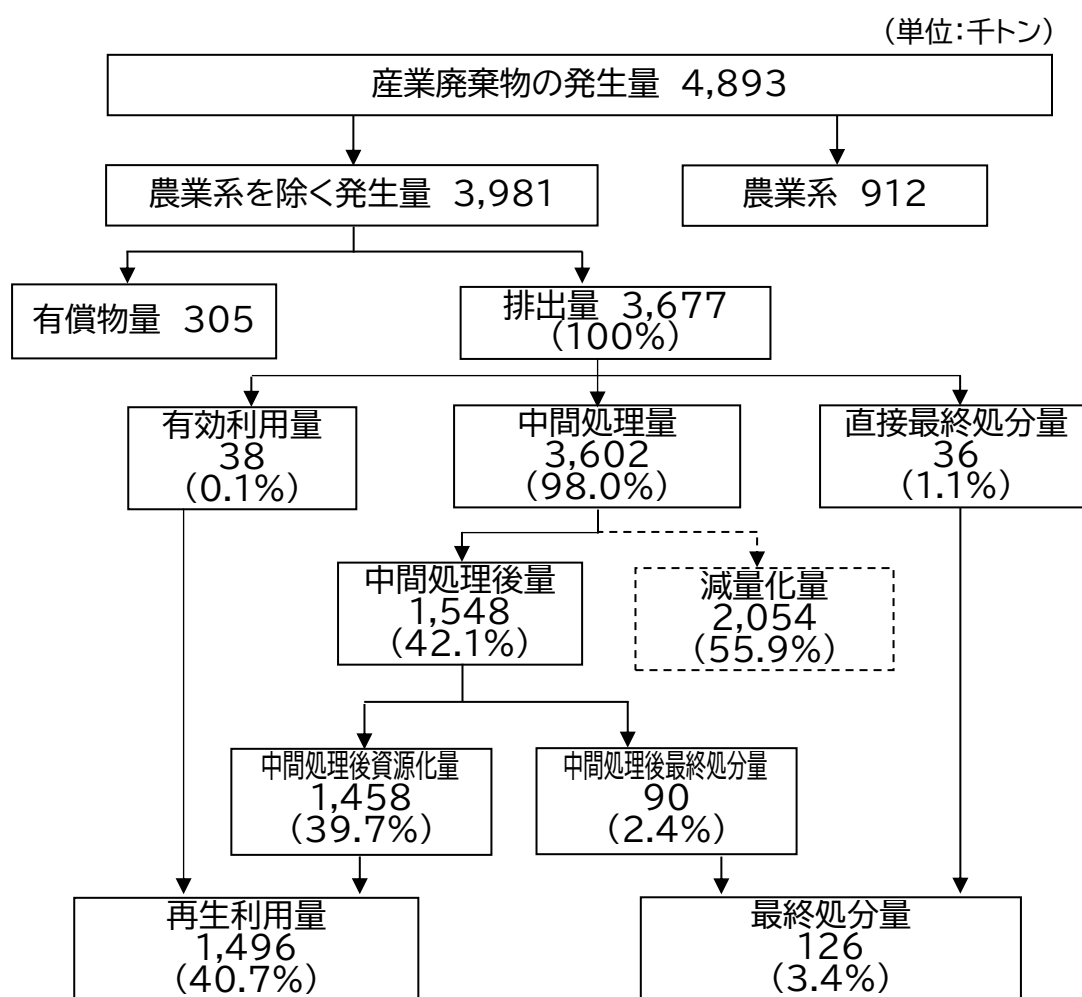 (単位:千トン)
産業廃棄物の発生量 4,893
農業系を除く発生量 3,981
農業系 912
有償物量 305
排出量 3,677
(100%)
有効利用量
38
(0.1%)
中間処理量
3,602
(98.0%)
直接最終処分量
36
(1.1%)
中間処理後量
1,548
(42.1%)
減量化量
2,054
(55.9%)
中間処理後資源化量
1,458
(39.7%)
中間処理後最終処分量
90
(2.4%)
再生利用量
1,496
(40.7%)
最終処分量
126
(3.4%)